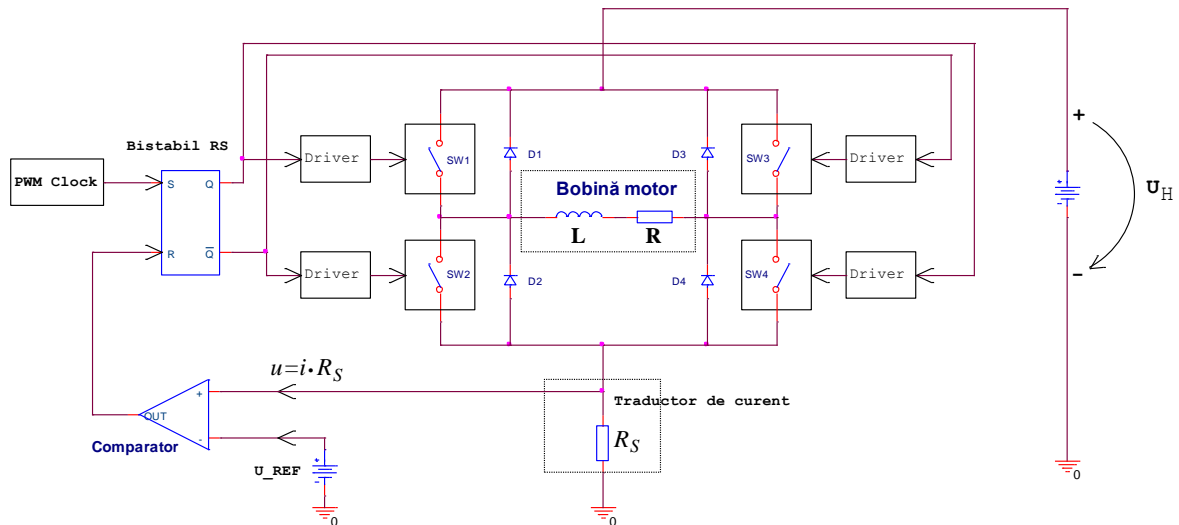 Bistabil RS
PWM Clock
S
Q
R
Q̅
Driver
Driver
SW1
SW2
D1
D2
Bobină motor
L
R
D3
D4
SW3
SW4
Driver
Driver
+
-
U_H
u=i·R_S
+
-
OUT
Comparator
U_REF
0
Traductor de curent
R_S
0
0